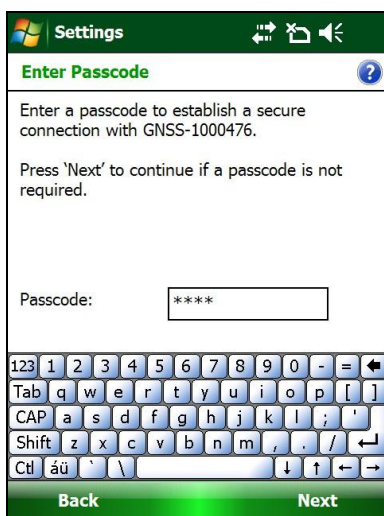 Settings
Enter Passcode ?
Enter a passcode to establish a secure
connection with GNSS-1000476.
Press ‘Next’ to continue if a passcode is not
required.
Passcode: ****
123 1 2 3 4 5 6 7 8 9 0 - = 
Tab q w e r t y u i o p [ ]
CAP a s d f g h j k l ; '
Shift z x c v b n m , . /
Ctl áü ` \ ↓ ↑ ← →
Back Next